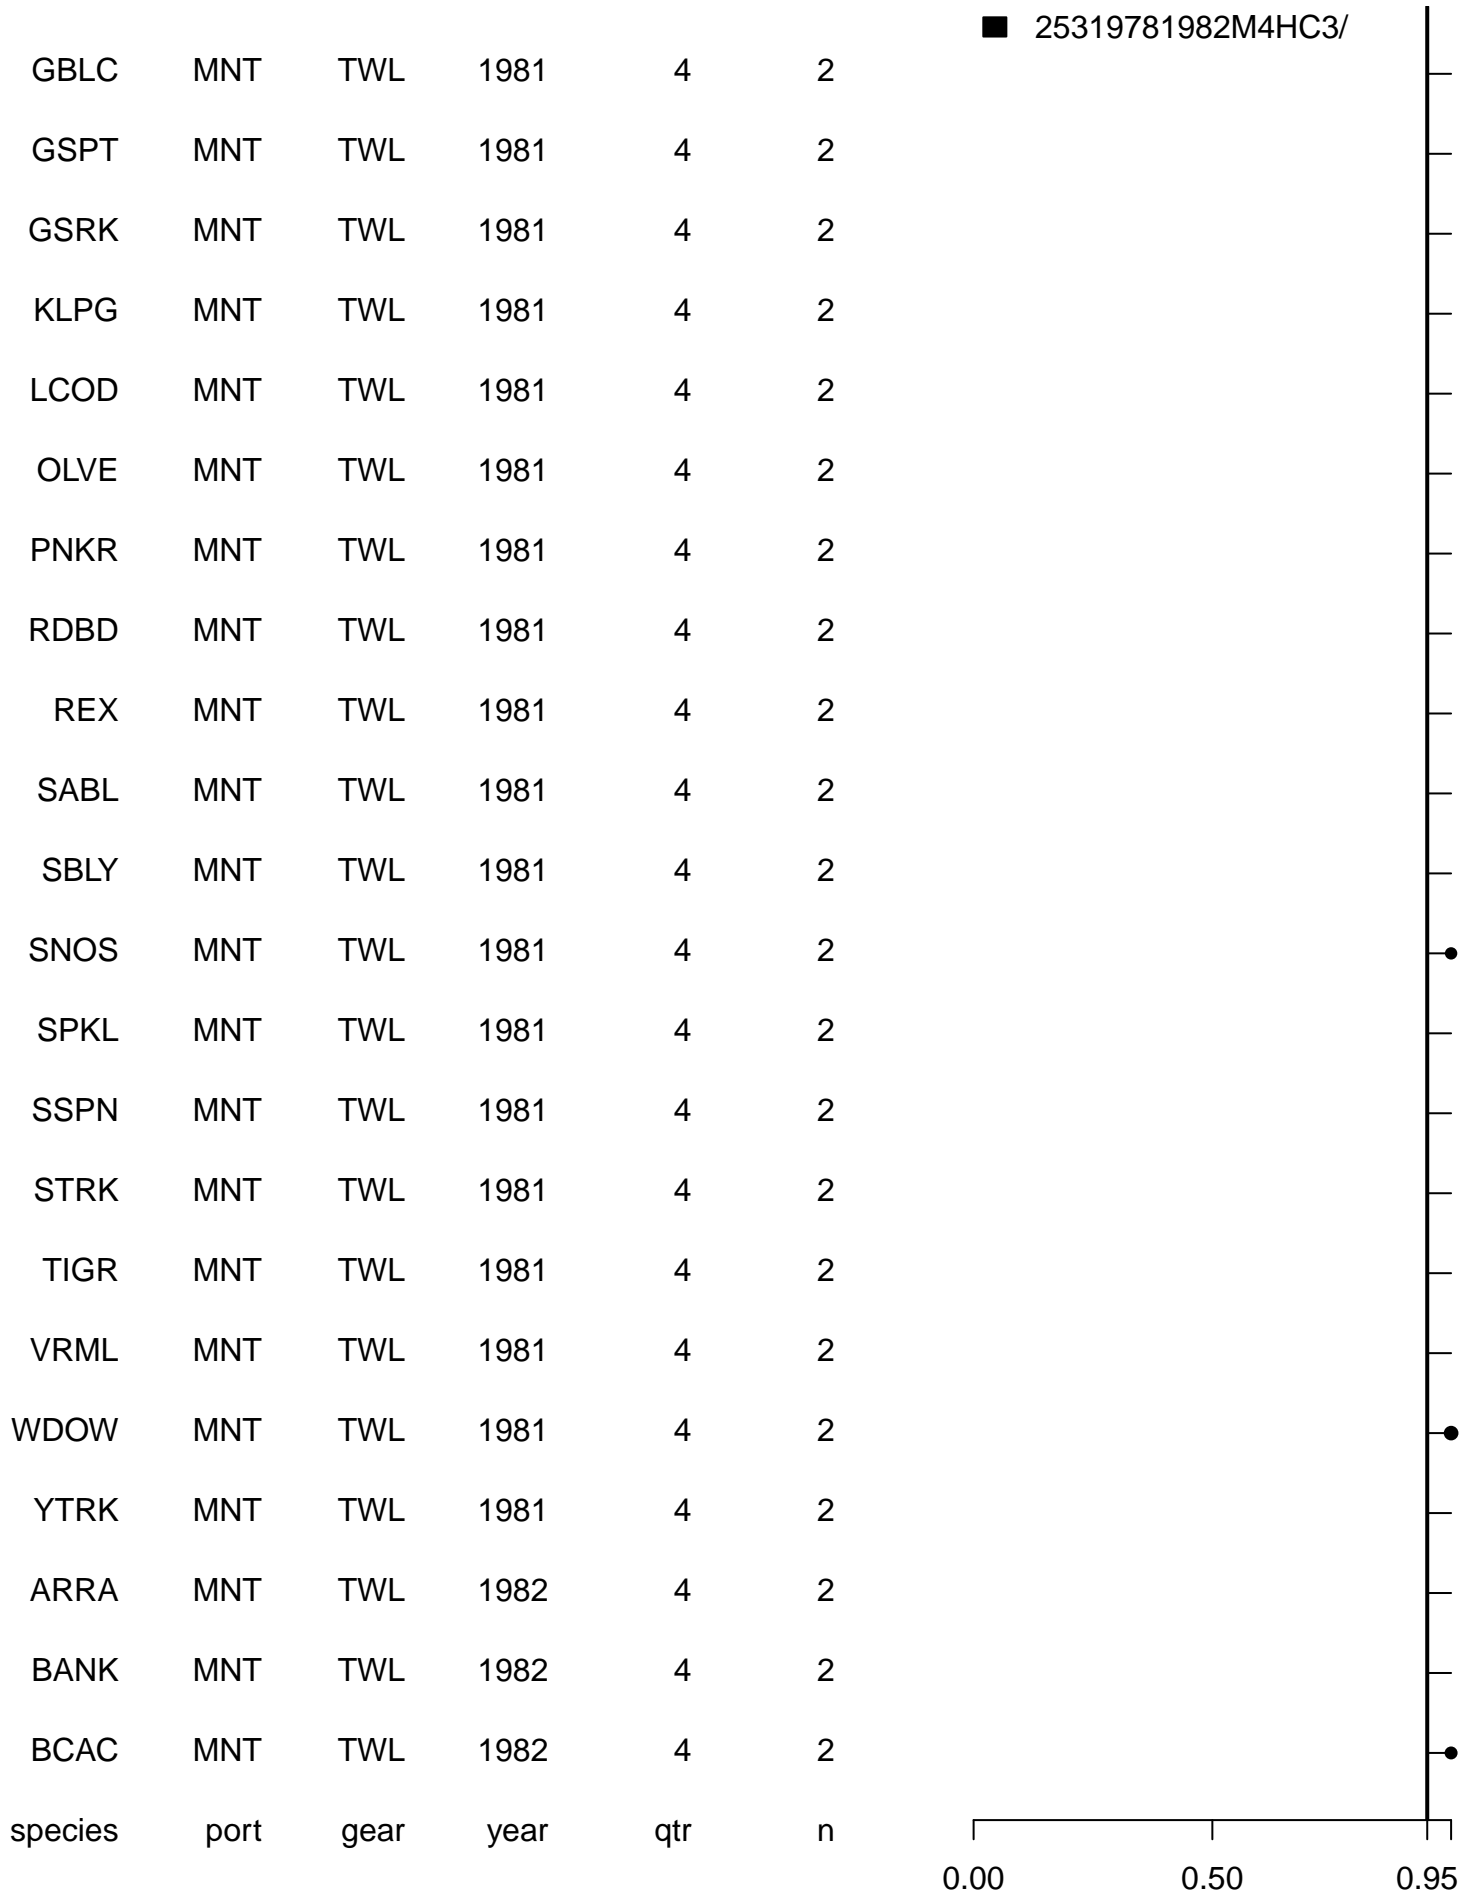 25319781982M4HC3/
GBLC MNT TWL 1981 4 2
GSPT MNT TWL 1981 4 2
GSRK MNT TWL 1981 4 2
KLPG MNT TWL 1981 4 2
LCOD MNT TWL 1981 4 2
OLVE MNT TWL 1981 4 2
PNKR MNT TWL 1981 4 2
RDBD MNT TWL 1981 4 2
REX MNT TWL 1981 4 2
SABL MNT TWL 1981 4 2
SBLY MNT TWL 1981 4 2
SNOS MNT TWL 1981 4 2
SPKL MNT TWL 1981 4 2
SSPN MNT TWL 1981 4 2
STRK MNT TWL 1981 4 2
TIGR MNT TWL 1981 4 2
VRML MNT TWL 1981 4 2
WDOW MNT TWL 1981 4 2
YTRK MNT TWL 1981 4 2
ARRA MNT TWL 1982 4 2
BANK MNT TWL 1982 4 2
BCAC MNT TWL 1982 4 2
species port gear year qtr n
0.00 0.50 0.95